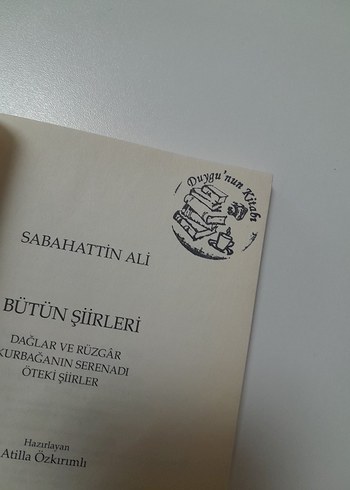 Duygu'nun Kitabı
SABAHATTİN ALİ
BÜTÜN ŞİİRLERİ
DAĞLAR VE RÜZGÂR
KURBAĞANIN SERENADI
ÖTEKİ ŞİİRLER
Hazırlayan
Atilla Özkırımlı